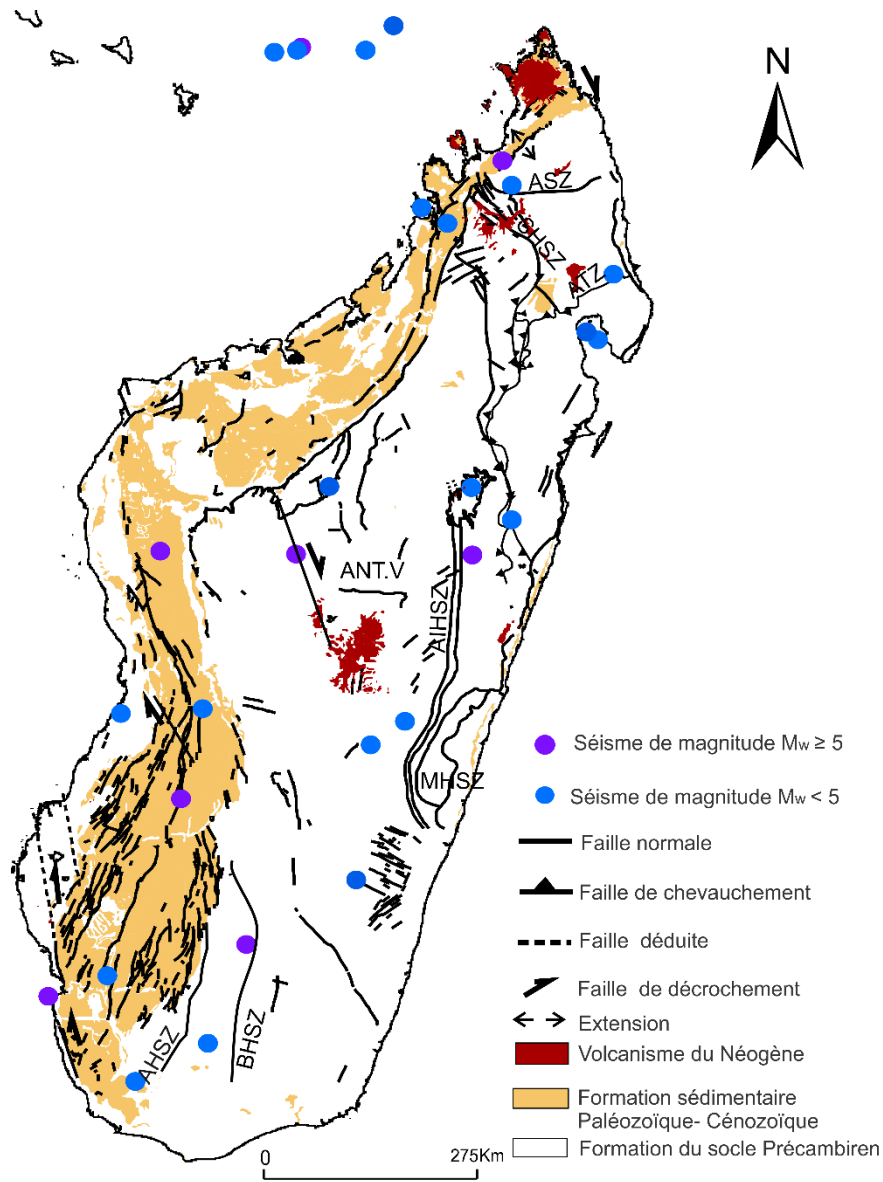 N
ASZ
SHSZ
ATZ
ANT.V
AIHSZ
MHSZ
AHSZ
BHSZ
Séisme de magnitude Mw ≥ 5
Séisme de magnitude Mw < 5
Faille normale
Faille de chevauchement
Faille déduite
Faille de décrochement
Extension
Volcanisme du Néogène
Formation sédimentaire
Paléozoïque- Cénozoïque
Formation du socle Précambiren
0
275Km